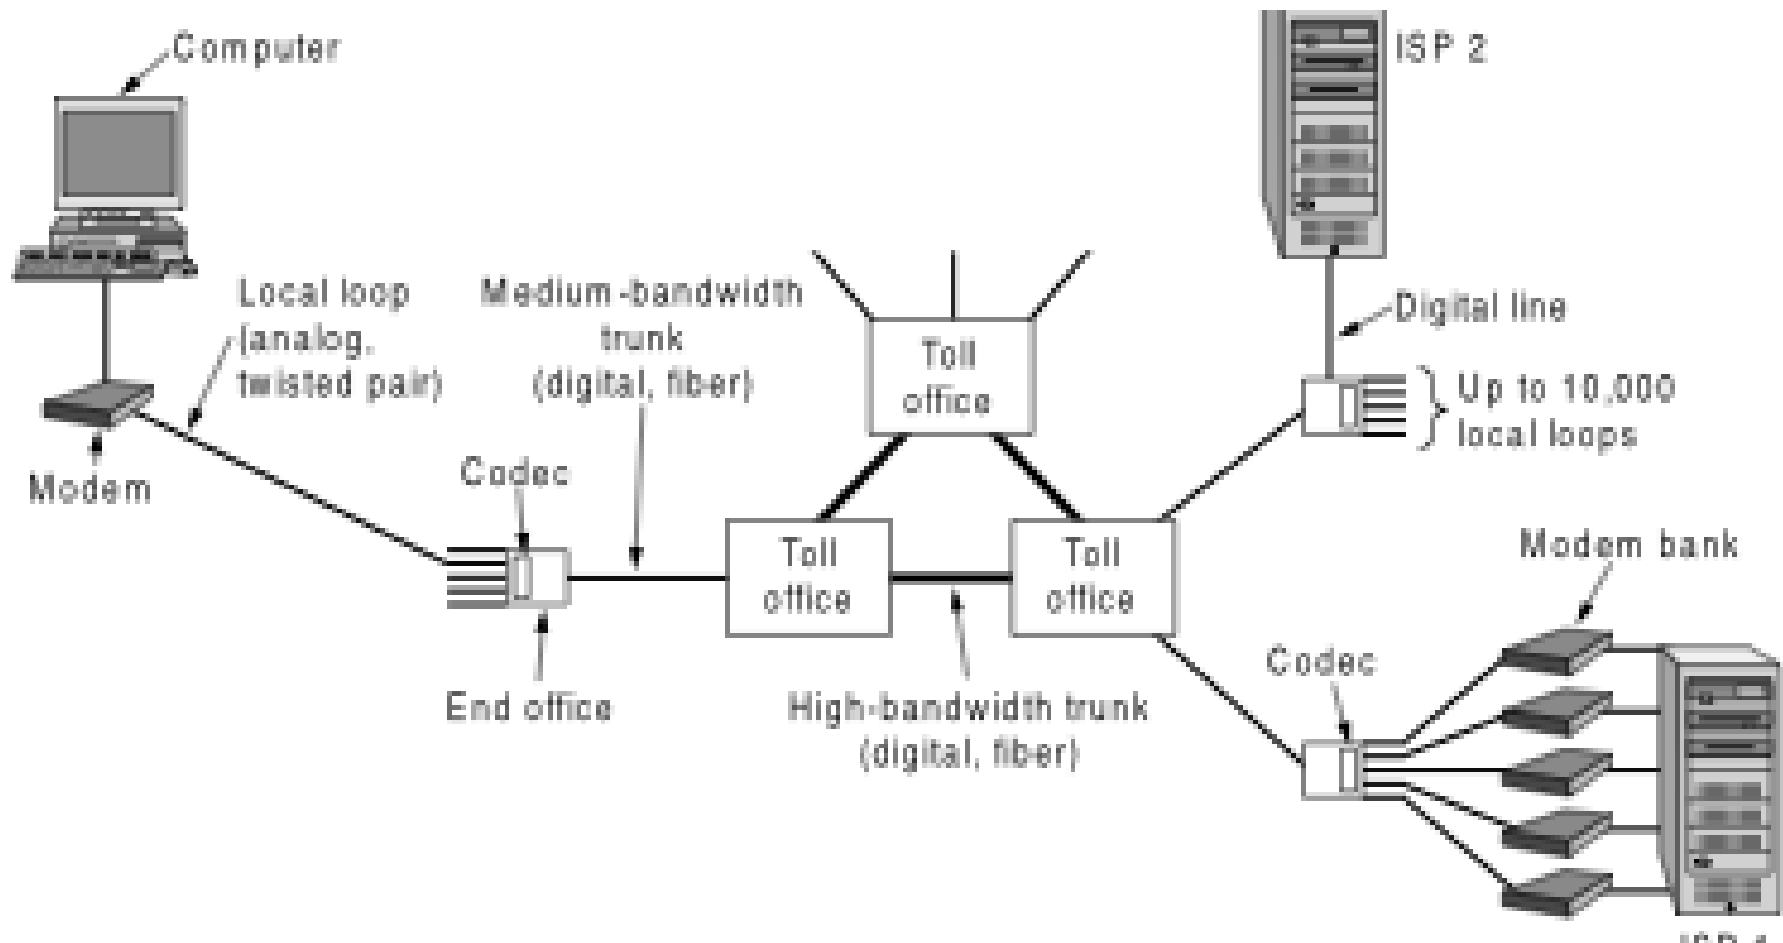 Computer
ISP 2
Local loop
(analog,
twisted pair)
Medium-bandwidth
trunk
(digital, fiber)
Digital line
Toll
office
Up to 10,000
local loops
Modem
Codec
Toll
office
Toll
office
Modem bank
End office
High-bandwidth trunk
(digital, fiber)
Codec